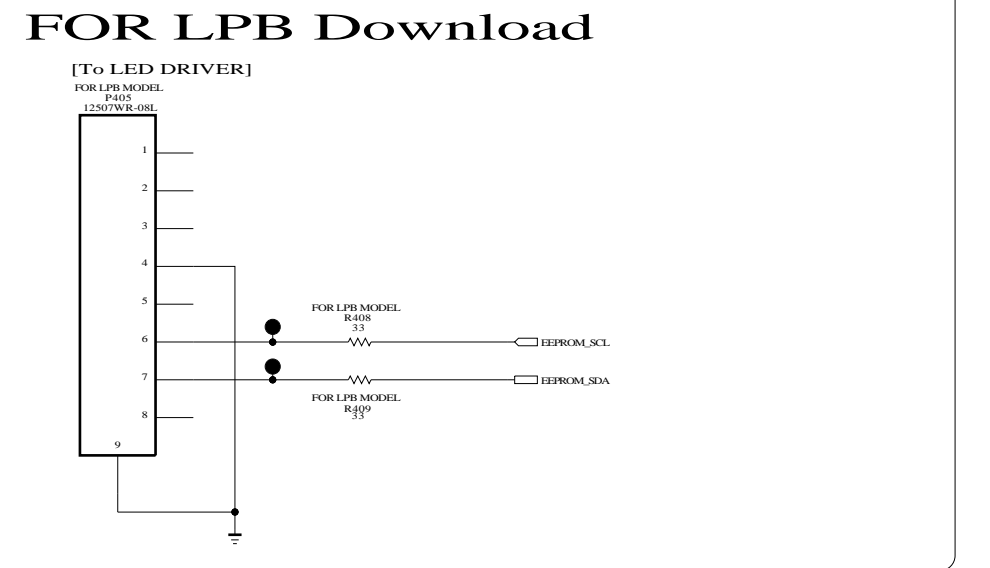 FOR LPB Download
[To LED DRIVER]
FOR LPB MODEL
P405
12507WR-08L
1
2
3
4
5
6
7
8
9
FOR LPB MODEL
R408
33
EEPROM_SCL
EEPROM_SDA
FOR LPB MODEL
R409
33